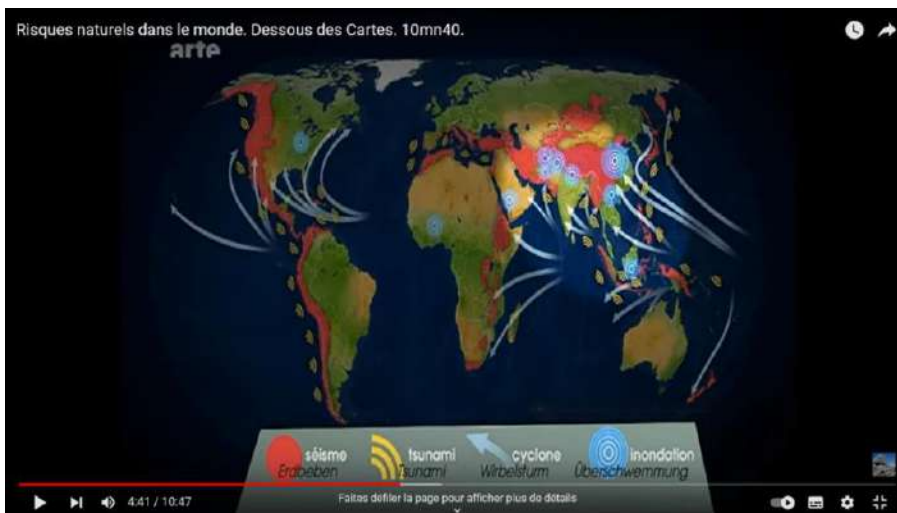 Risques naturels dans le monde. Dessous des Cartes. 10mn40.
arte
séisme tsunami cyclone inondation
Erdbeben Tsunami Wirbelsturm Überschwemmung
4:41 / 10:47 Faites défiler la page pour afficher plus de détails